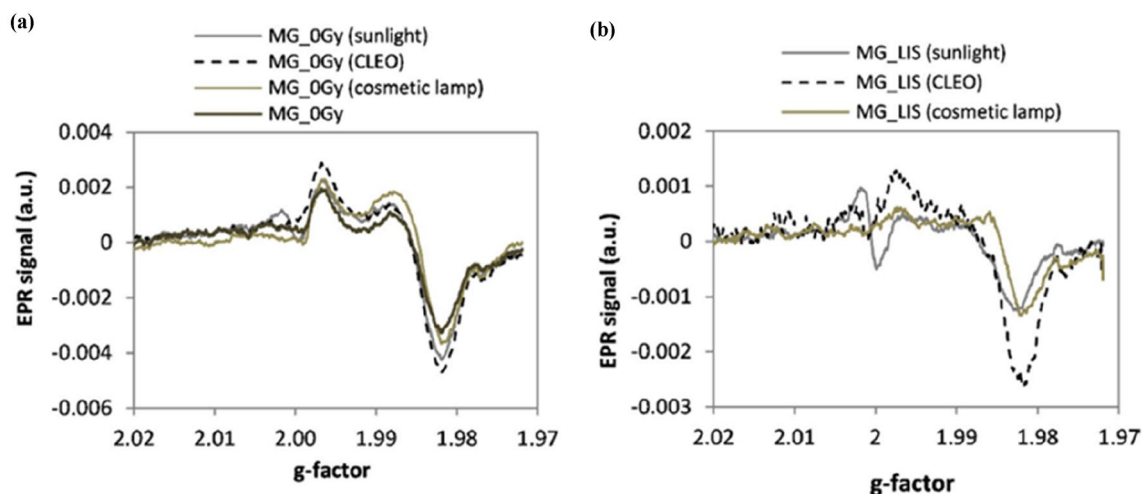 (a)
MG_0Gy (sunlight)
MG_0Gy (CLEO)
MG_0Gy (cosmetic lamp)
MG_0Gy
0.004
0.002
0
-0.002
-0.004
-0.006
EPR signal (a.u.)
2.02 2.01 2.00 1.99 1.98 1.97
g-factor
(b)
MG_LIS (sunlight)
MG_LIS (CLEO)
MG_LIS (cosmetic lamp)
0.002
0.001
0
-0.001
-0.002
-0.003
EPR signal (a.u.)
2.02 2.01 2 1.99 1.98 1.97
g-factor